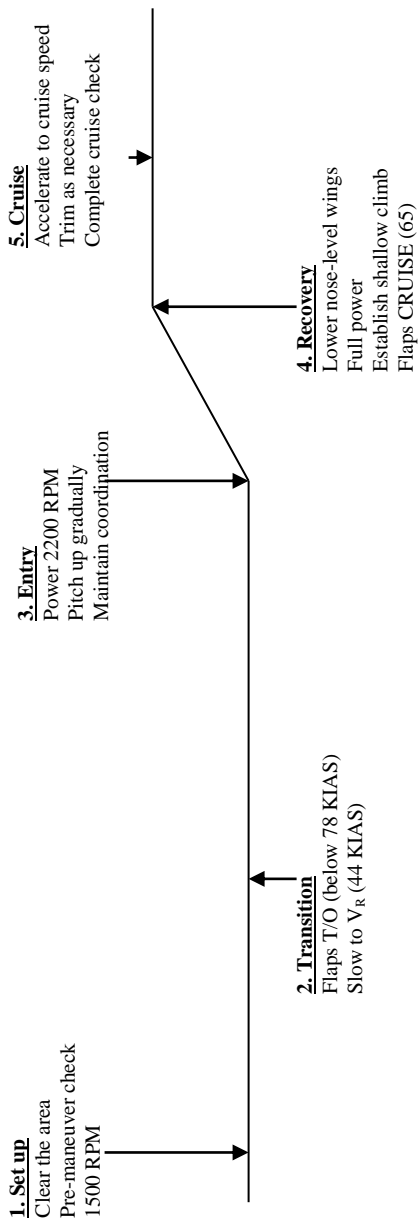 1. Set up
Clear the area
Pre-maneuver check
1500 RPM
2. Transition
Flaps T/O (below 78 KIAS)
Slow to VR (44 KIAS)
3. Entry
Power 2200 RPM
Pitch up gradually
Maintain coordination
4. Recovery
Lower nose-level wings
Full power
Establish shallow climb
Flaps CRUISE (65)
5. Cruise
Accelerate to cruise speed
Trim as necessary
Complete cruise check